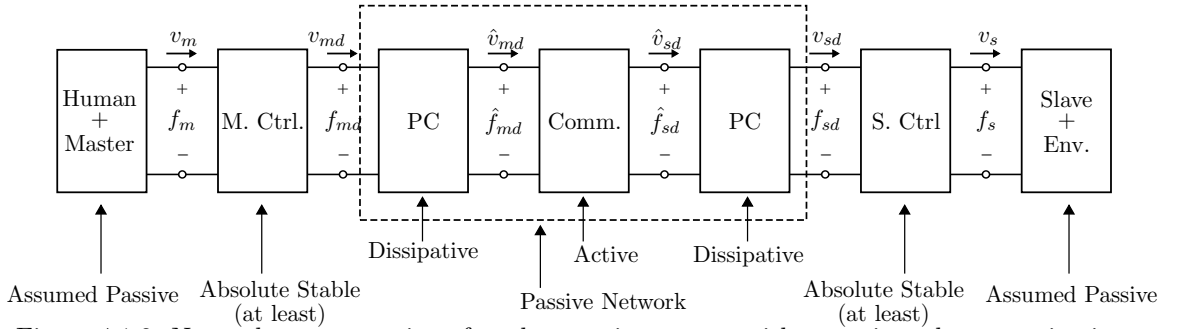 v_m v_md v̂_md v̂_sd v_sd v_s
Human
+
Master
+
f_m
−
M. Ctrl.
+
f_md
−
PC
+
f̂_md
−
Comm.
+
f̂_sd
−
PC
+
f_sd
−
S. Ctrl
+
f_s
−
Slave
+
Env.
Dissipative
Active
Dissipative
Assumed Passive
Absolute Stable
(at least)
Passive Network
Absolute Stable
(at least)
Assumed Passive